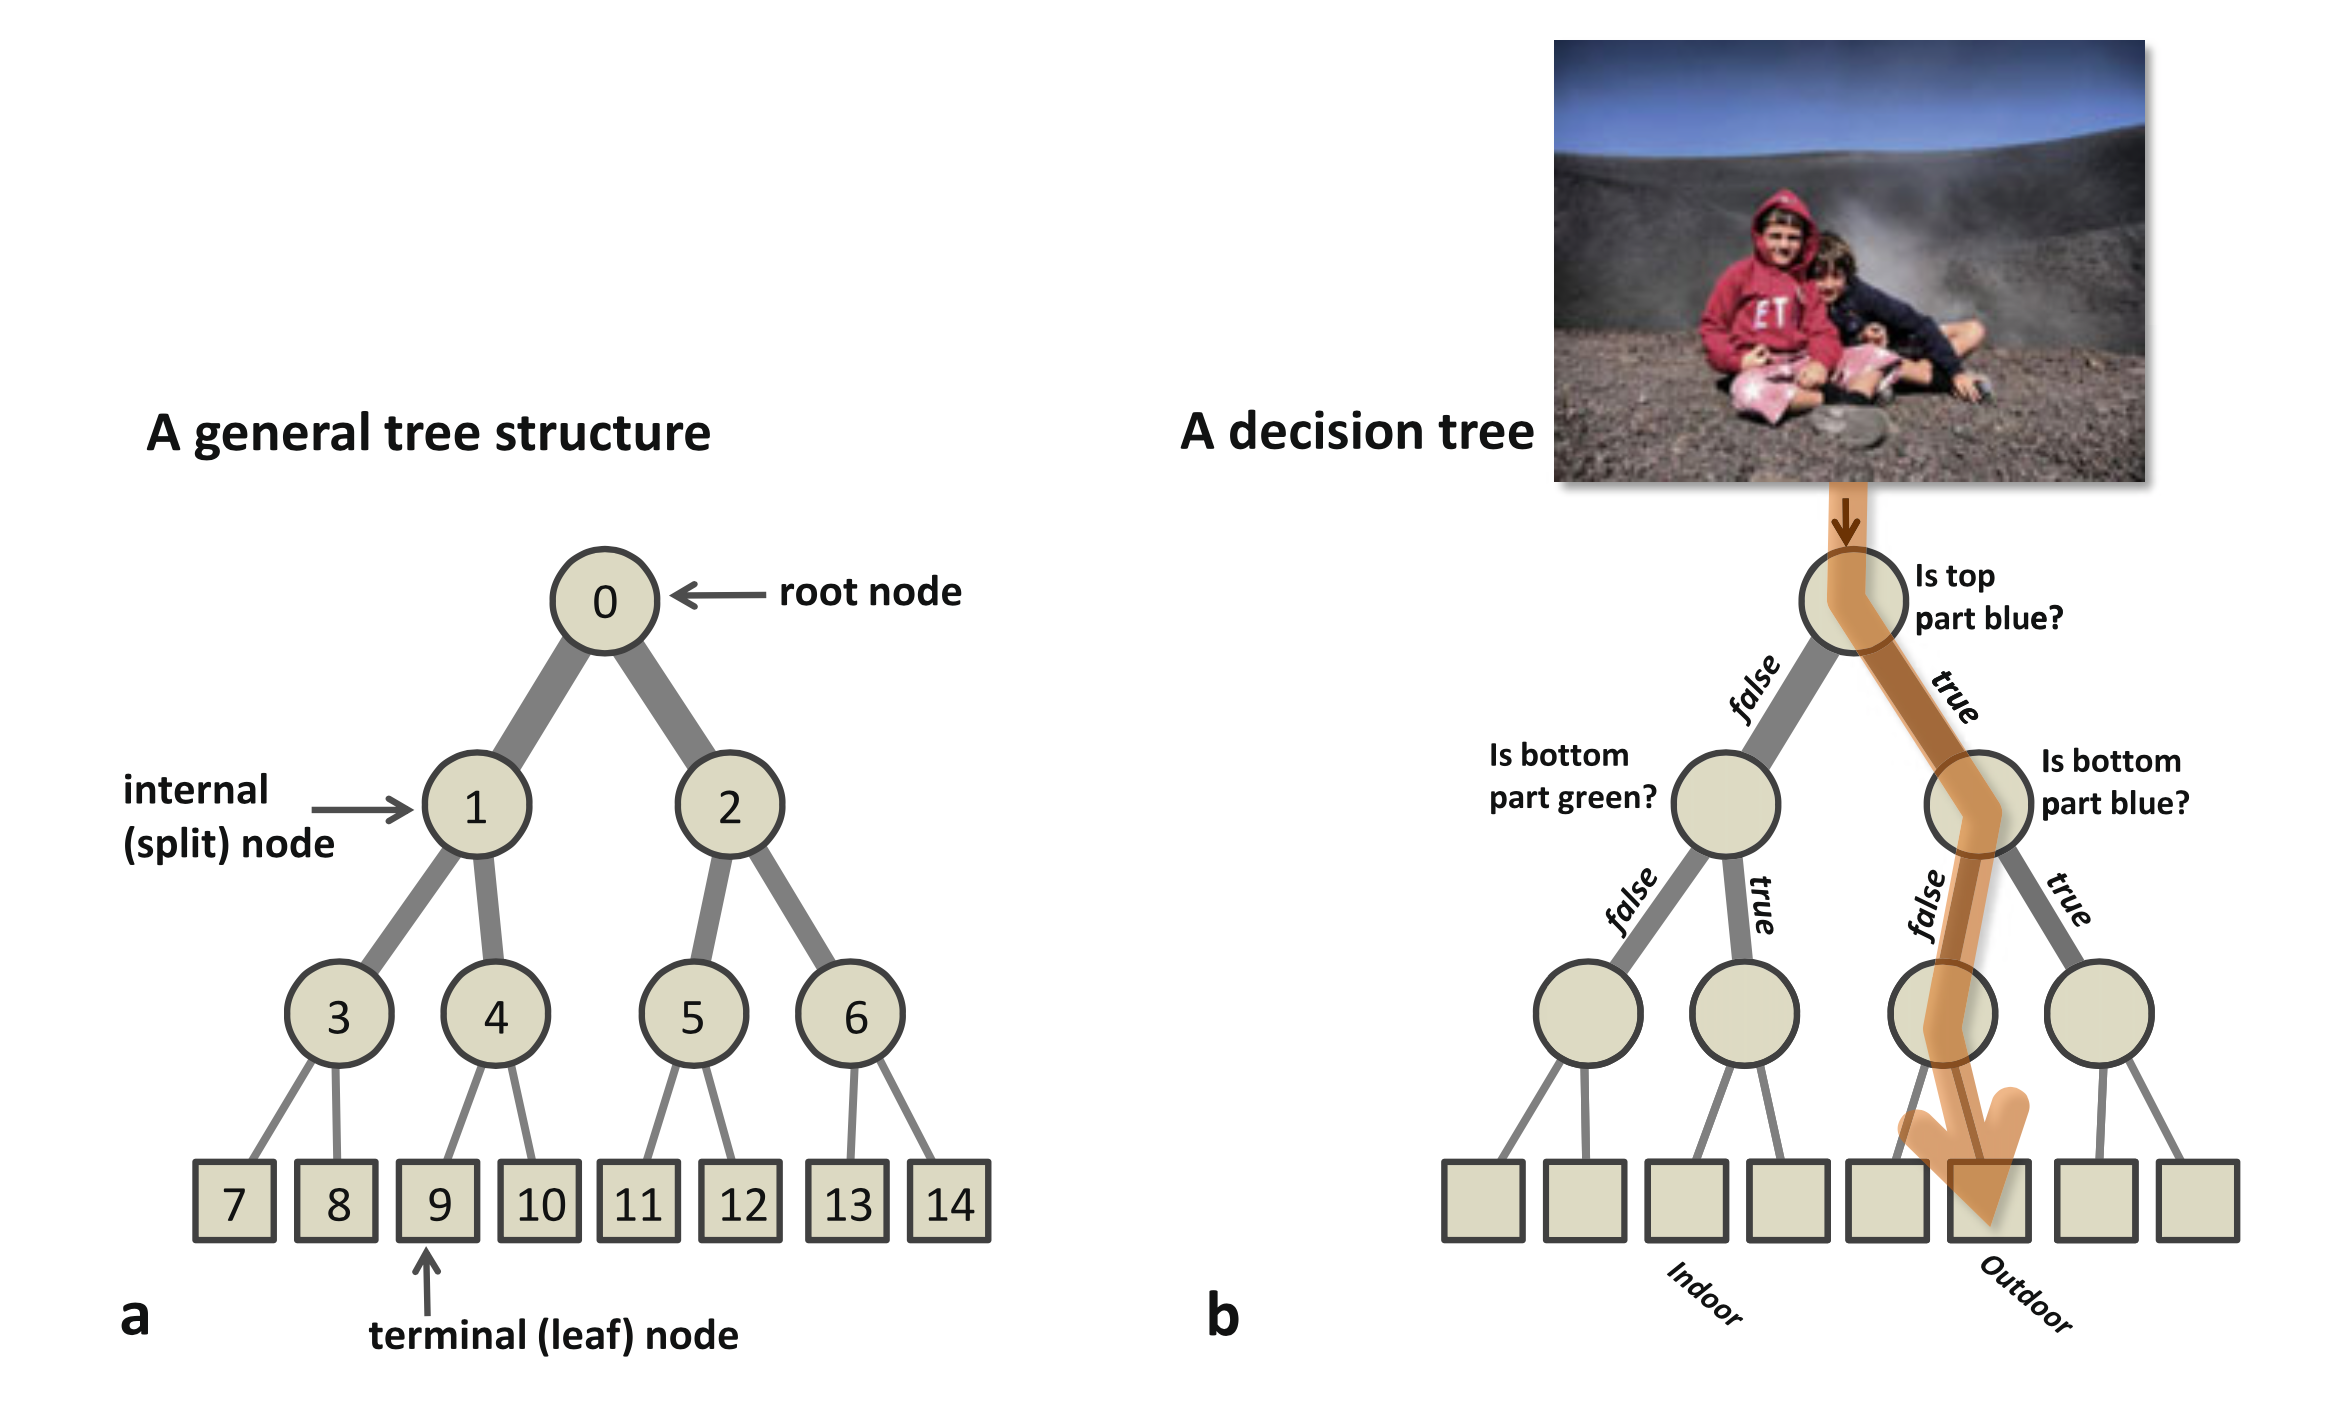 A general tree structure
0
root node
internal
(split) node
1
2
3
4
5
6
7
8
9
10
11
12
13
14
a
terminal (leaf) node
A decision tree
ET
Is top
part blue?
false
true
Is bottom
part green?
Is bottom
part blue?
false
true
false
true
b
Indoor
Outdoor